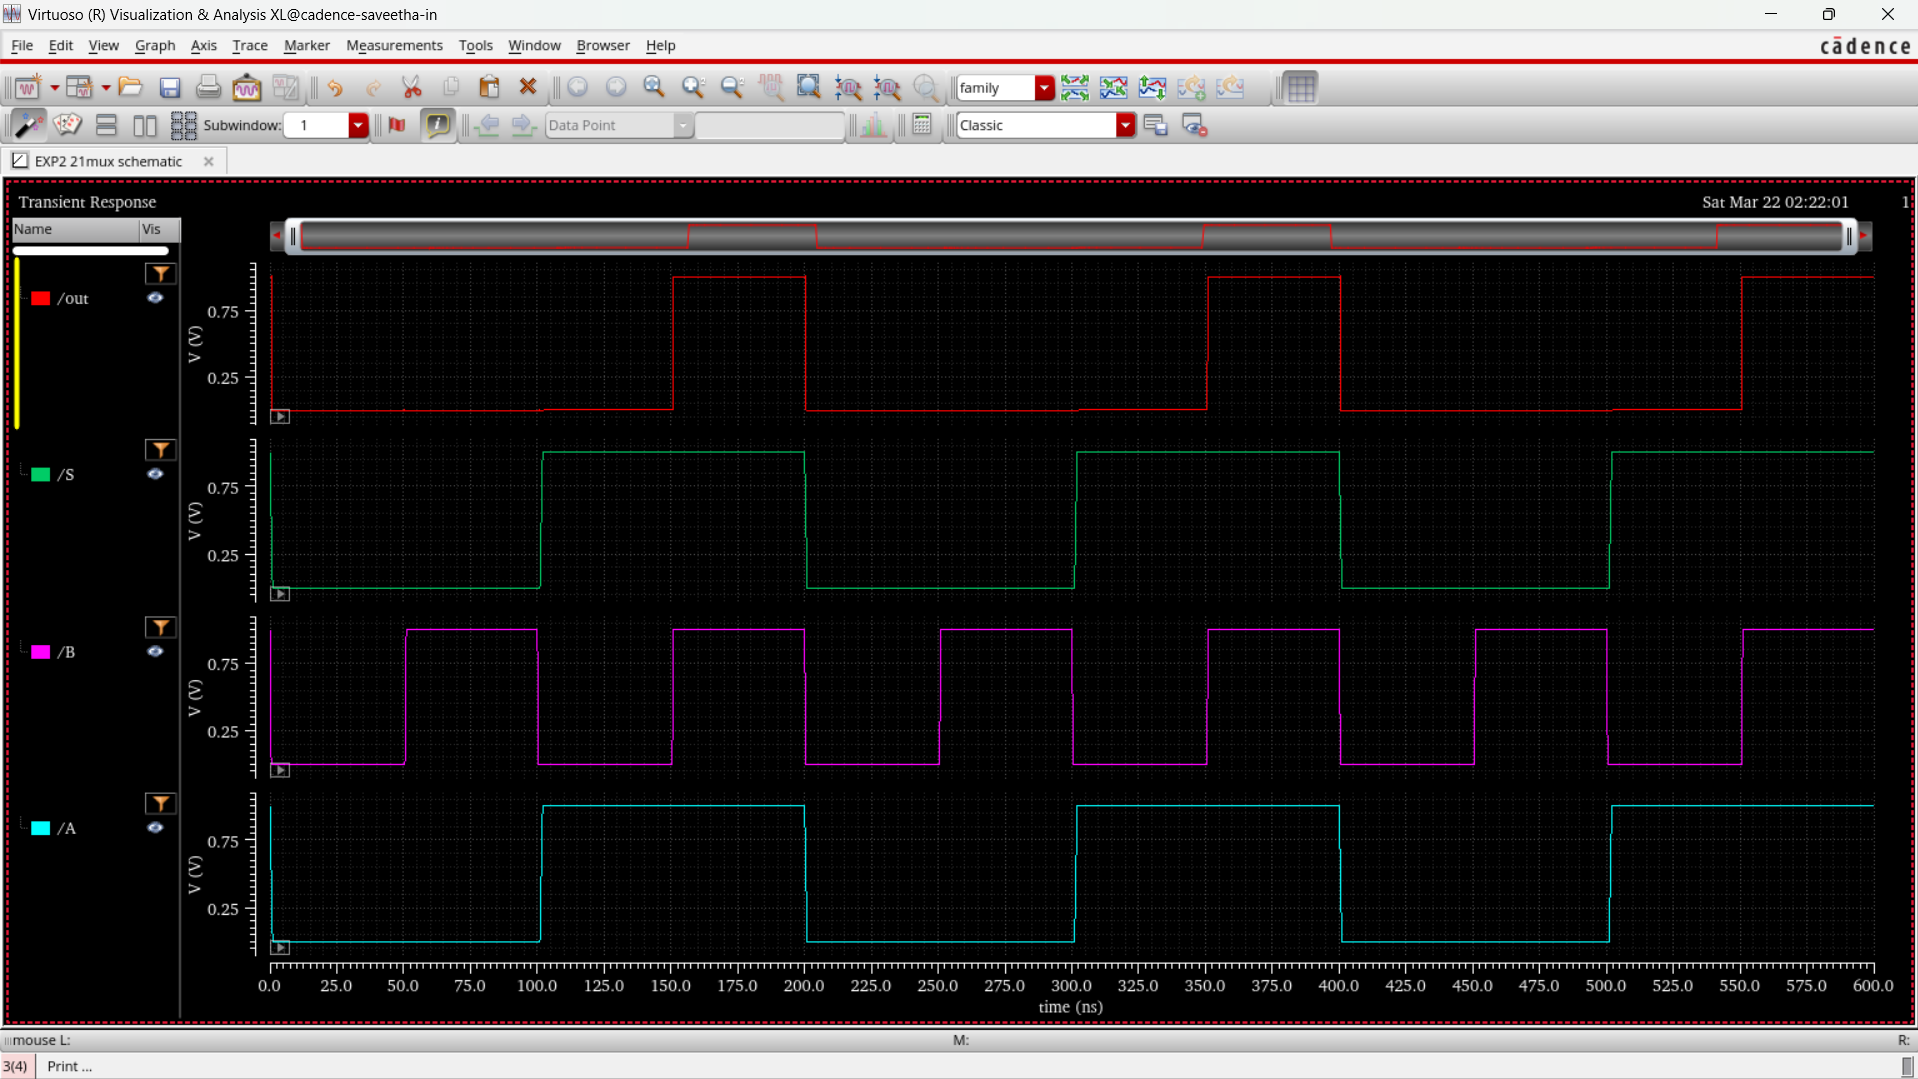 Virtuoso (R) Visualization & Analysis XL@cadence-saveetha-in
File Edit View Graph Axis Trace Marker Measurements Tools Window Browser Help
cādence
family
Subwindow: 1
Data Point
Classic
EXP2 21mux schematic
Transient Response
Sat Mar 22 02:22:01 1
Name Vis
/out
V (V)
0.75
0.25
/S
V (V)
0.75
0.25
/B
V (V)
0.75
0.25
/A
V (V)
0.75
0.25
0.0 25.0 50.0 75.0 100.0 125.0 150.0 175.0 200.0 225.0 250.0 275.0 300.0 325.0 350.0 375.0 400.0 425.0 450.0 475.0 500.0 525.0 550.0 575.0 600.0
time (ns)
mouse L: M: R:
3(4) Print ...